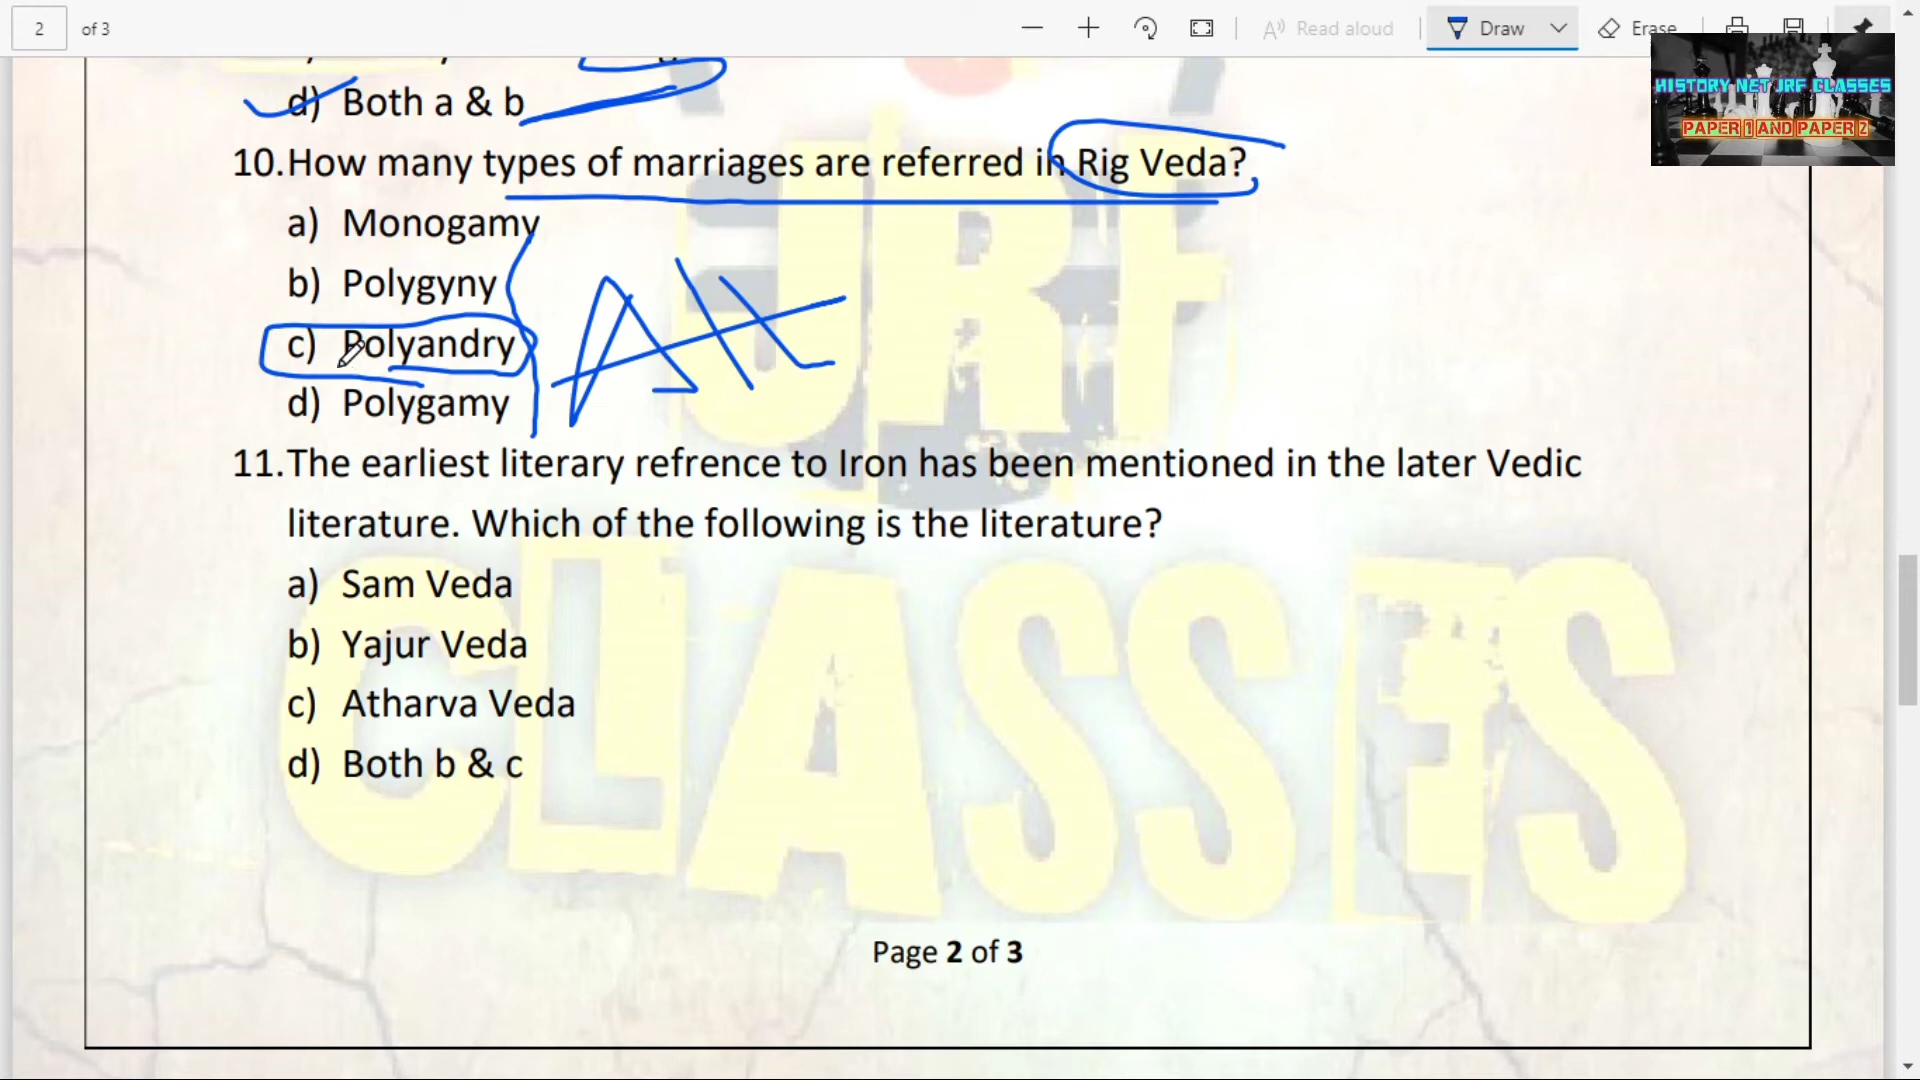 2 of 3 Read aloud Draw Erase
HISTORY NET JRF CLASSES
PAPER 1 AND PAPER 2
d) Both a & b
10. How many types of marriages are referred in Rig Veda?
a) Monogamy
b) Polygyny
c) Polyandry
d) Polygamy
All
11. The earliest literary refrence to Iron has been mentioned in the later Vedic
literature. Which of the following is the literature?
a) Sam Veda
b) Yajur Veda
c) Atharva Veda
d) Both b & c
JRF
CLASSES
Page 2 of 3